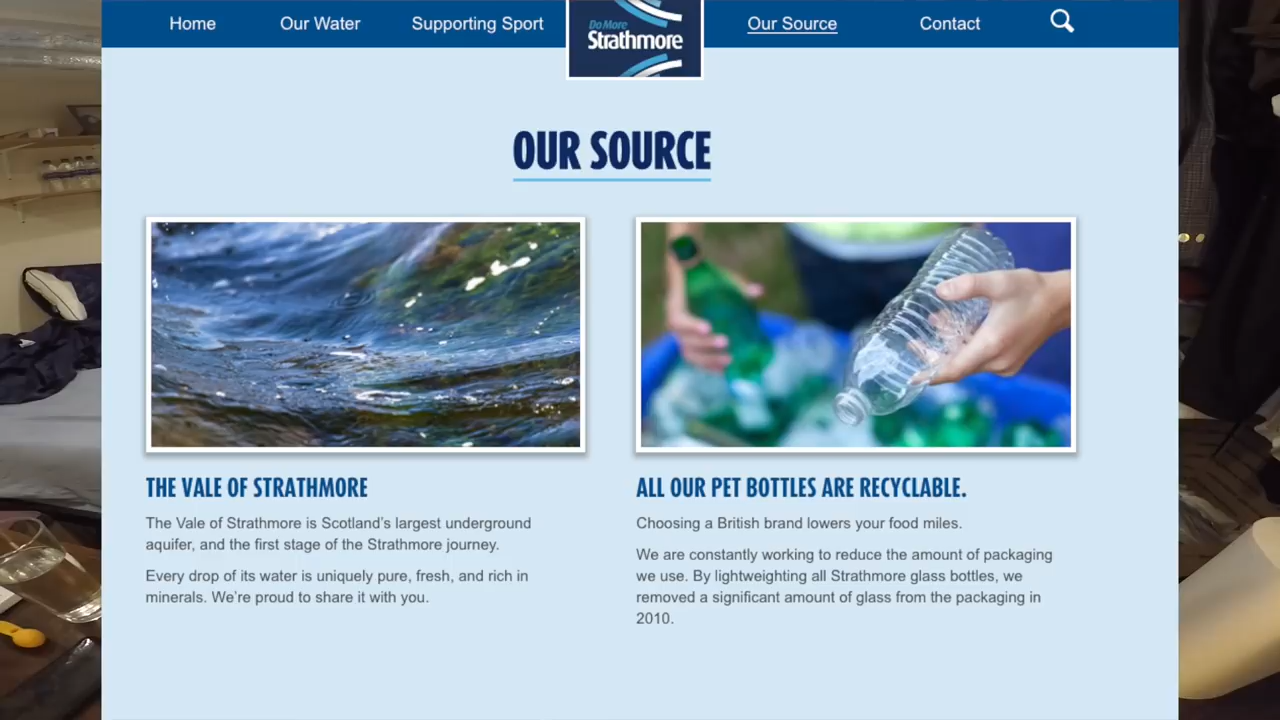 Home
Our Water
Supporting Sport
Do More
Strathmore
Our Source
Contact
OUR SOURCE
THE VALE OF STRATHMORE
The Vale of Strathmore is Scotland's largest underground
aquifer, and the first stage of the Strathmore journey.
Every drop of its water is uniquely pure, fresh, and rich in
minerals. We're proud to share it with you.
ALL OUR PET BOTTLES ARE RECYCLABLE.
Choosing a British brand lowers your food miles.
We are constantly working to reduce the amount of packaging
we use. By lightweighting all Strathmore glass bottles, we
removed a significant amount of glass from the packaging in
2010.